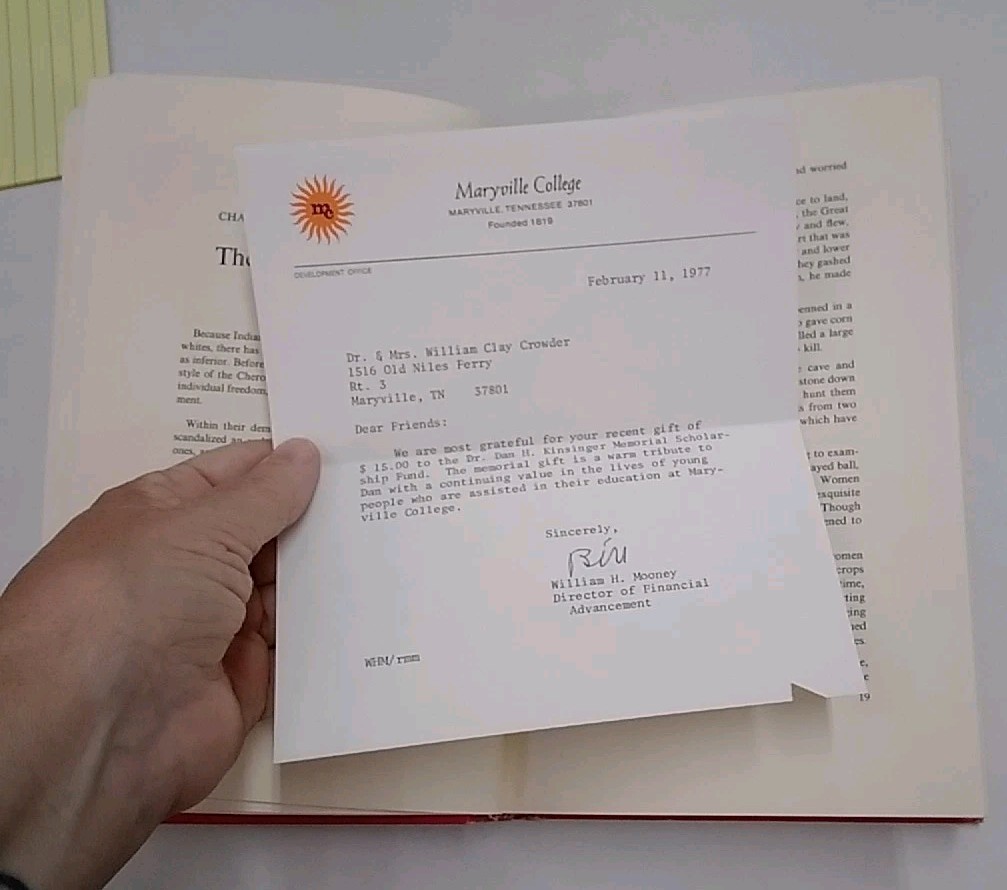 mc
Maryville College
MARYVILLE, TENNESSEE 37801
Founded 1819
DEVELOPMENT OFFICE
February 11, 1977
Dr. & Mrs. William Clay Crowder
1516 Old Niles Ferry
Rt. 3
Maryville, TN 37801
Dear Friends:
We are most grateful for your recent gift of
$ 15.00 to the Dr. Dan H. Kinsinger Memorial Scholar-
ship Fund. The memorial gift is a warm tribute to
Dan with a continuing value in the lives of young
people who are assisted in their education at Mary-
ville College.
Sincerely,
Bill
William H. Mooney
Director of Financial
Advancement
WHM/rmm
CHA
The
Because India
whites, there has
as inferior. Before
style of the Chero
individual freedom,
ment.
Within their dem
scandalized
ones,
worried
ce to land,
the Great
and flew,
rt that was
and lower
hey gashed
he made
enned in a
gave corn
lled a large
kill.
cave and
stone down
hunt them
from two
which have
to exam-
ayed ball,
Women
xquisite
Though
ned to
omen
crops
ime,
ting
ing
ned
es.
e,
e
19